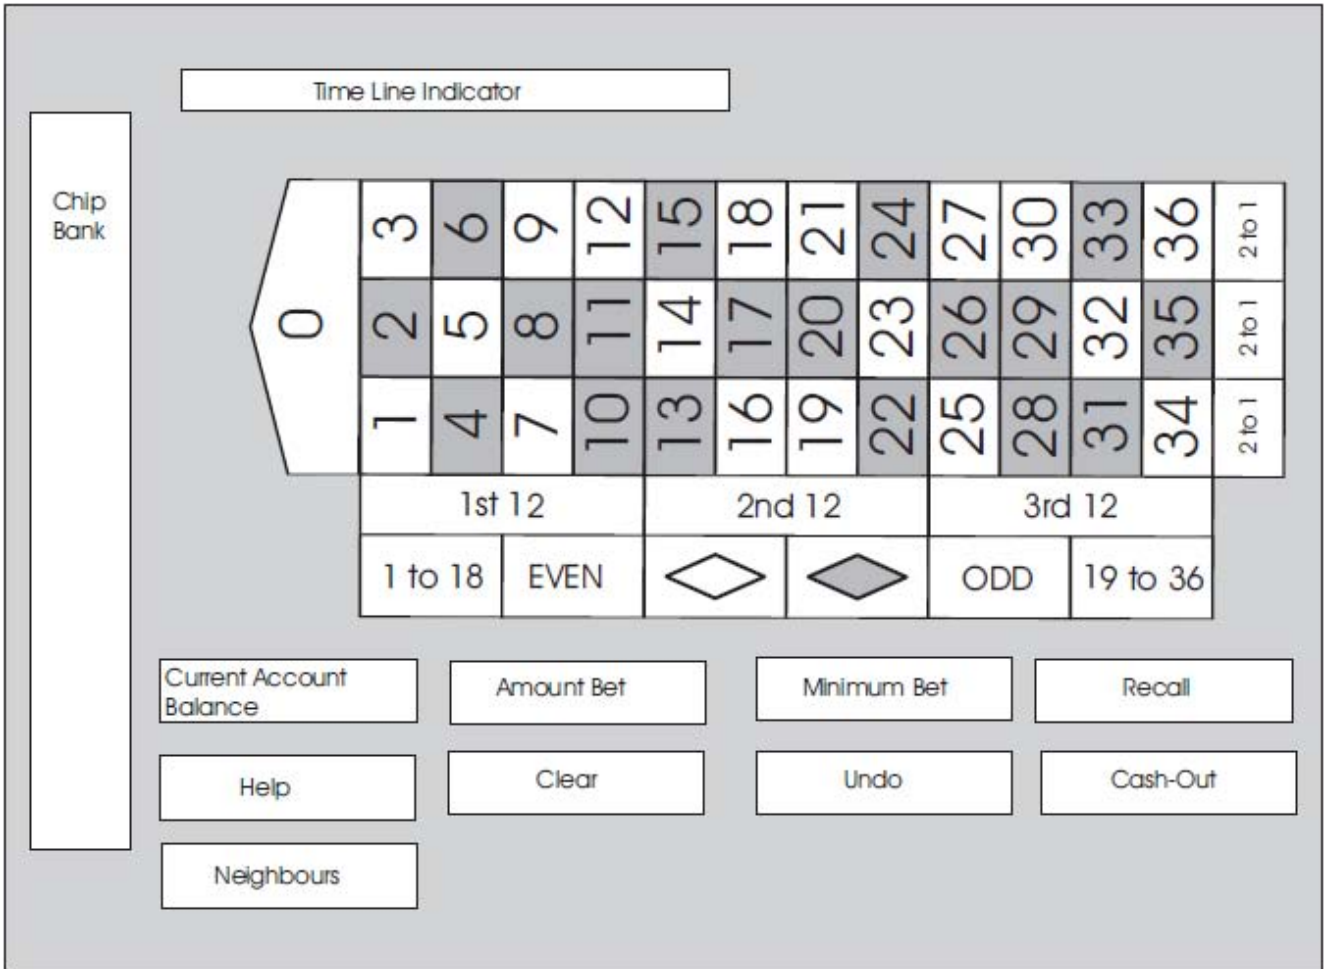 Time Line Indicator
Chip
Bank
0
3 6 9 12 15 18 21 24 27 30 33 36 2 to 1
2 5 8 11 14 17 20 23 26 29 32 35 2 to 1
1 4 7 10 13 16 19 22 25 28 31 34 2 to 1
1st 12 2nd 12 3rd 12
1 to 18 EVEN ODD 19 to 36
Current Account
Balance
Amount Bet
Minimum Bet
Recall
Help
Clear
Undo
Cash-Out
Neighbours